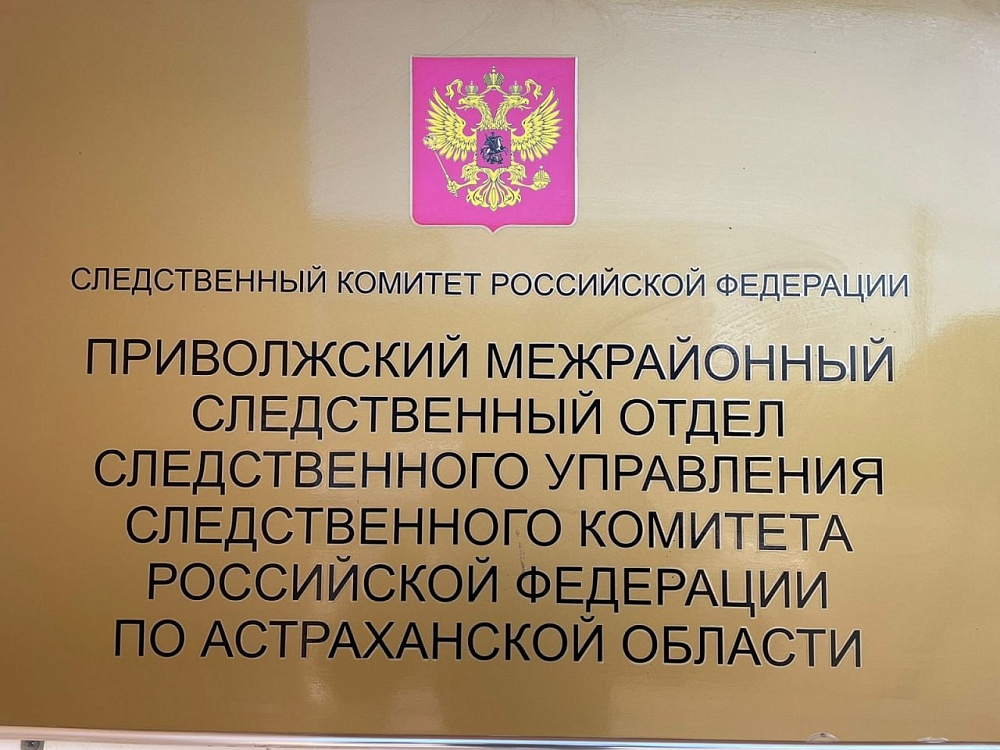 СЛЕДСТВЕННЫЙ КОМИТЕТ РОССИЙСКОЙ ФЕДЕРАЦИИ
ПРИВОЛЖСКИЙ МЕЖРАЙОННЫЙ
СЛЕДСТВЕННЫЙ ОТДЕЛ
СЛЕДСТВЕННОГО УПРАВЛЕНИЯ
СЛЕДСТВЕННОГО КОМИТЕТА
РОССИЙСКОЙ ФЕДЕРАЦИИ
ПО АСТРАХАНСКОЙ ОБЛАСТИ